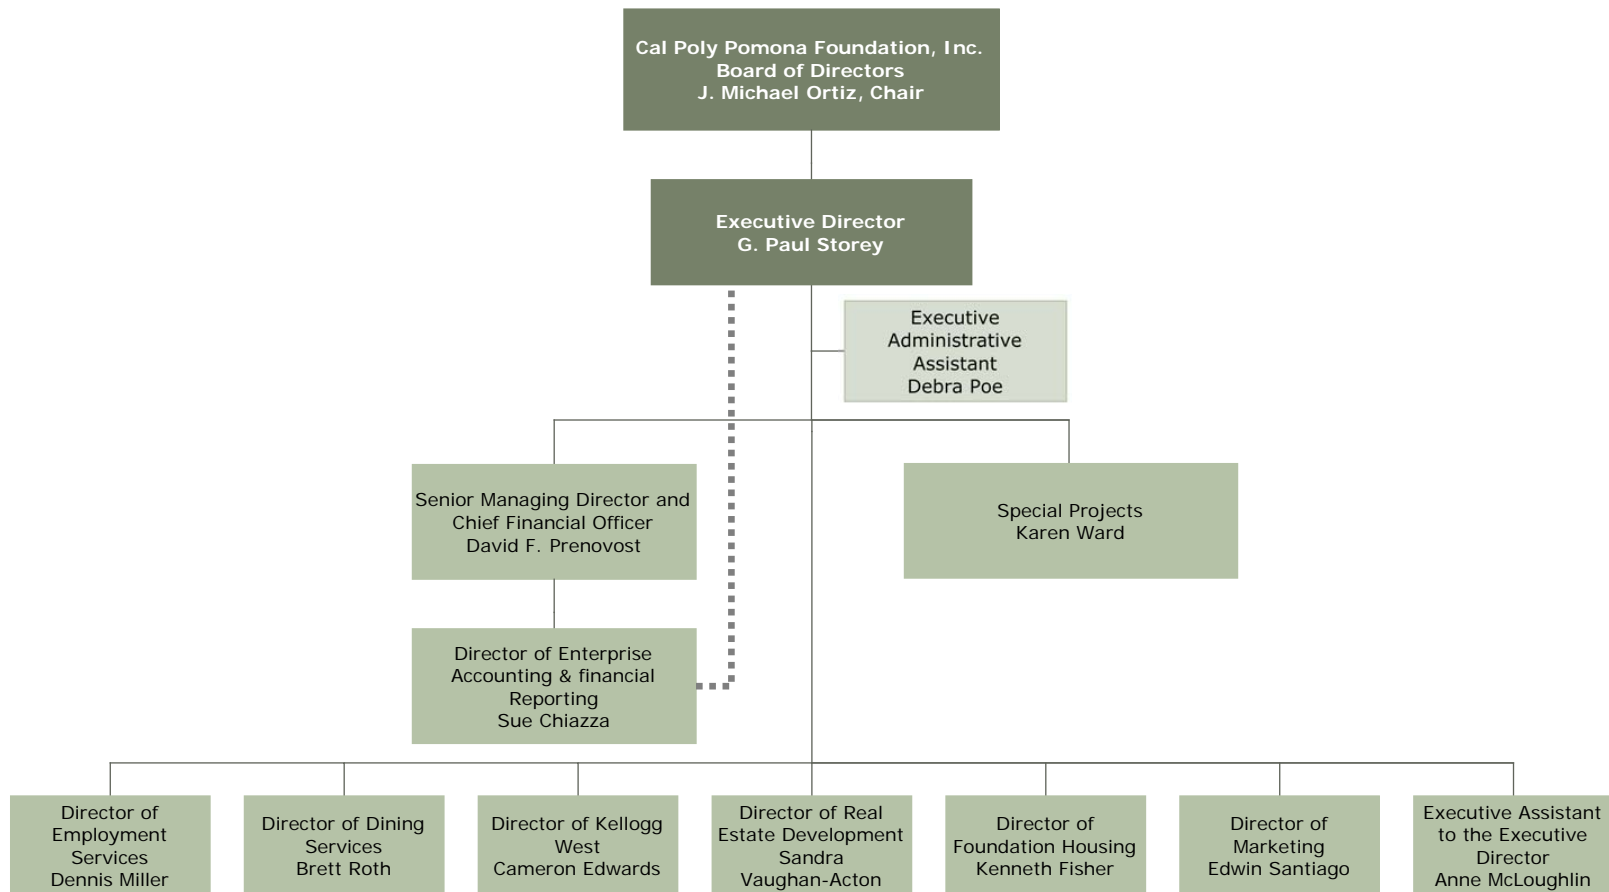 Cal Poly Pomona Foundation, Inc.
Board of Directors
J. Michael Ortiz, Chair
Executive Director
G. Paul Storey
Executive
Administrative
Assistant
Debra Poe
Senior Managing Director and
Chief Financial Officer
David F. Prenovost
Special Projects
Karen Ward
Director of Enterprise
Accounting & financial
Reporting
Sue Chiazza
Director of
Employment
Services
Dennis Miller
Director of Dining
Services
Brett Roth
Director of Kellogg
West
Cameron Edwards
Director of Real
Estate Development
Sandra
Vaughan-Acton
Director of
Foundation Housing
Kenneth Fisher
Director of
Marketing
Edwin Santiago
Executive Assistant
to the Executive
Director
Anne McLoughlin